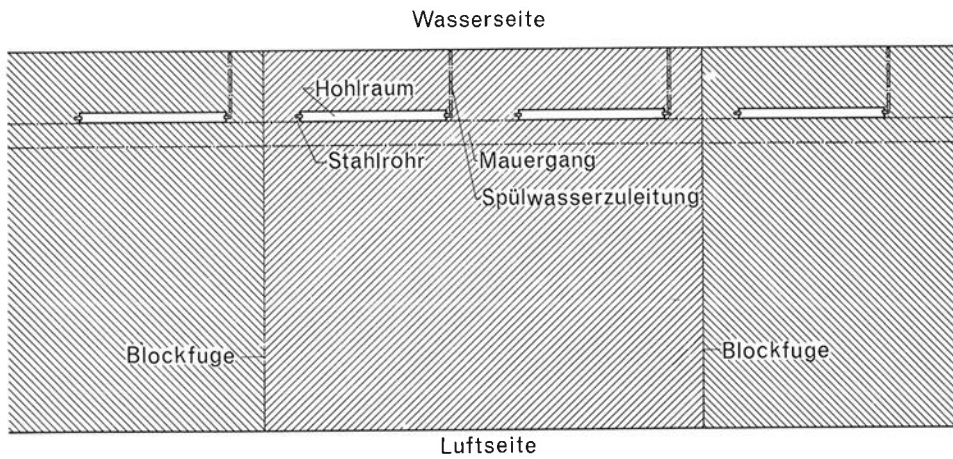 Wasserseite
Hohlraum
Stahlrohr
Mauergang
Spülwasserzuleitung
Blockfuge
Blockfuge
Luftseite